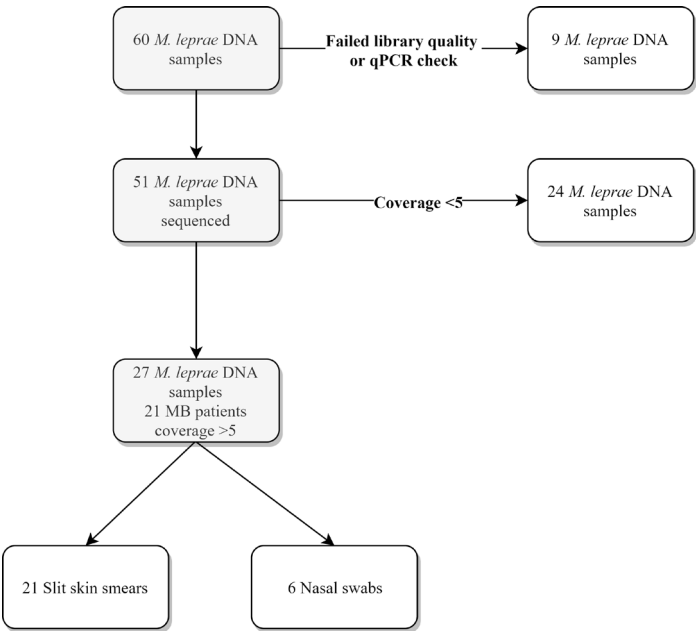 60 M. leprae DNA
samples
Failed library quality
or qPCR check
9 M. leprae DNA
samples
51 M. leprae DNA
samples
sequenced
Coverage <5
24 M. leprae DNA
samples
27 M. leprae DNA
samples
21 MB patients
coverage >5
21 Slit skin smears
6 Nasal swabs